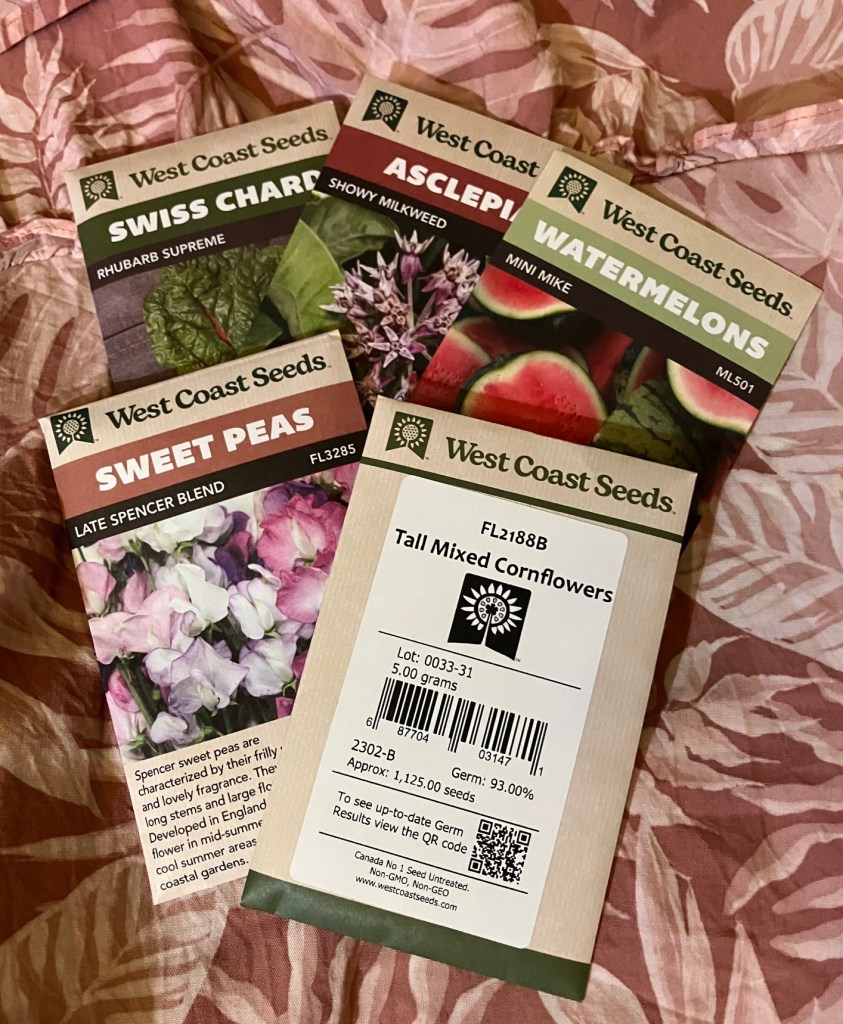 West Coast Seeds
SWISS CHARD
RHUBARB SUPREME
West Coast
ASCLEPI
SHOWY MILKWEED
West Coast Seeds
WATERMELONS
MINI MIKE
ML501
West Coast Seeds
SWEET PEAS
FL3285
LATE SPENCER BLEND
Spencer sweet peas are
characterized by their frilly
and lovely fragrance. They
long stems and large flo
Developed in England
flower in mid-summe
cool summer areas
coastal gardens.
West Coast Seeds
FL2188B
Tall Mixed Cornflowers
Lot: 0033-31
5.00 grams
6 87704 03147 1
2302-B
Germ: 93.00%
Approx: 1,125.00 seeds
To see up-to-date Germ
Results view the QR code
Canada No 1 Seed Untreated.
Non-GMO, Non-GEO
www.westcoastseeds.com